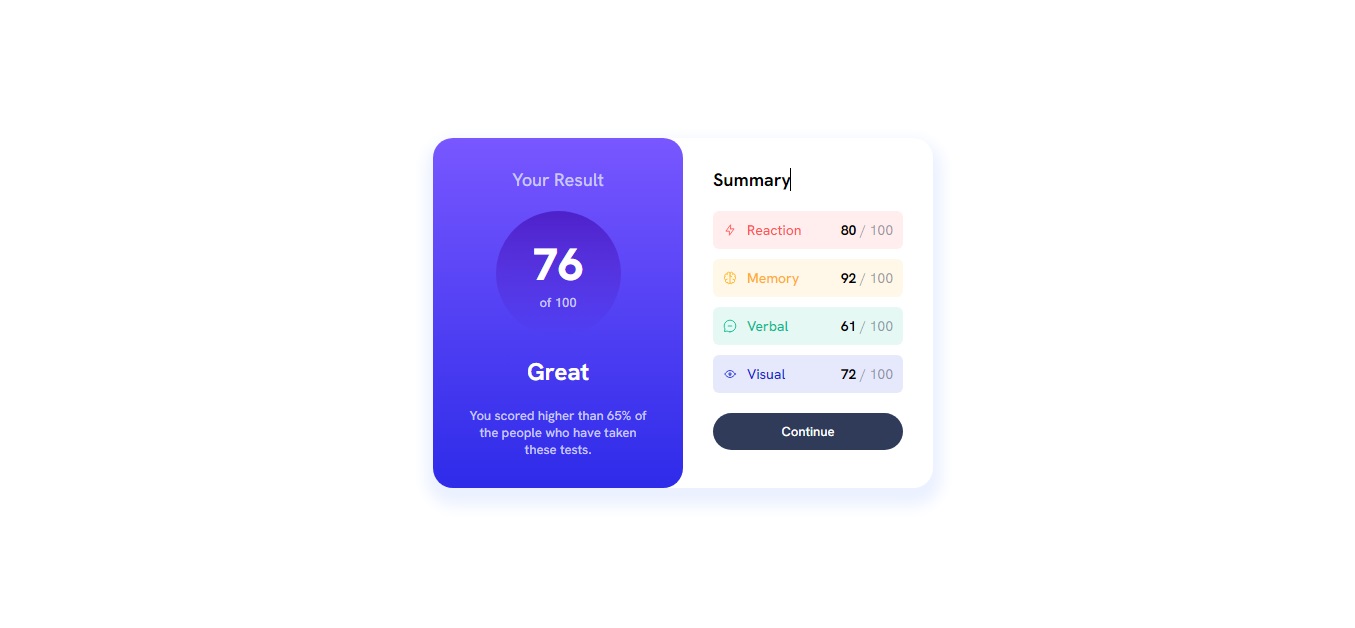 Your Result
76
of 100
Great
You scored higher than 65% of
the people who have taken
these tests.
Summary
Reaction 80 / 100
Memory 92 / 100
Verbal 61 / 100
Visual 72 / 100
Continue